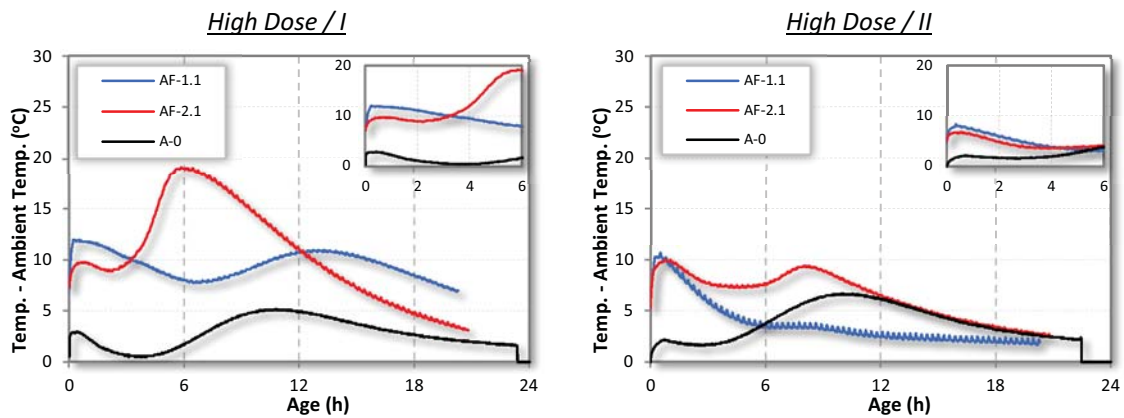 High Dose / I
30
25
20
15
10
5
0
Temp. - Ambient Temp. (ºC)
AF-1.1
AF-2.1
A-0
20
10
0
0 2 4 6
0 6 12 18 24
Age (h)
High Dose / II
30
25
20
15
10
5
0
Temp. - Ambient Temp. (ºC)
AF-1.1
AF-2.1
A-0
20
10
0
0 2 4 6
0 6 12 18 24
Age (h)